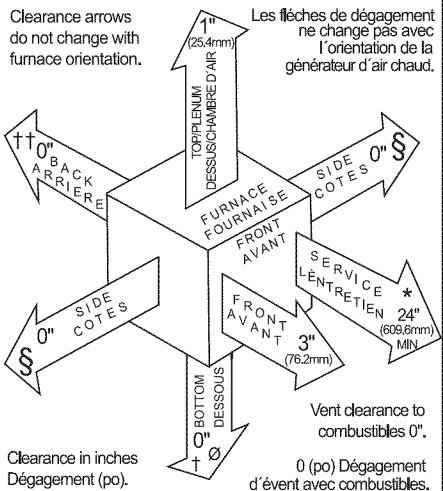 Clearance arrows
do not change with
furnace orientation.
Les fléches de dégagement
ne change pas avec
l´orientation de la
générateur d´air chaud.
1"
(25.4mm)
TOP/PLENUM
DESSUS/CHAMBRE D´AIR
††0"
BACK
ARRIERE
SIDE
COTES
0" §
FURNACE
FOURNAISE
FRONT
AVANT
SERVICE
LÈNTRETIEN
*
24"
(609,6mm)
MIN
§ 0"
SIDE
COTES
FRONT
AVANT
3"
(76.2mm)
BOTTOM
DESSOUS
0"
† Ø
Vent clearance to
combustibles 0".
Clearance in inches
Dégagement (po).
0 (po) Dégagement
d´évent avec combustibles.